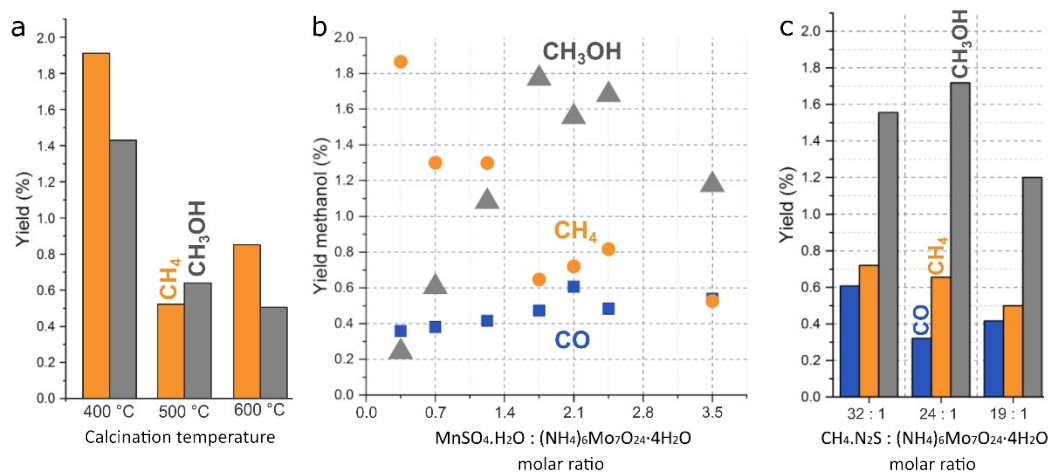 a
2.0
1.8
1.6
1.4
1.2
1.0
0.8
0.6
0.4
0.2
0.0
Yield (%)
CH₄
CH₃OH
400 °C 500 °C 600 °C
Calcination temperature
b
2.0
1.8
1.6
1.4
1.2
1.0
0.8
0.6
0.4
0.2
0.0
Yield methanol (%)
CH₃OH
CH₄
CO
0.0 0.7 1.4 2.1 2.8 3.5
MnSO₄.H₂O : (NH₄)₆Mo₇O₂₄·4H₂O
molar ratio
c
2.0
1.8
1.6
1.4
1.2
1.0
0.8
0.6
0.4
0.2
0.0
Yield (%)
CO
CH₄
CH₃OH
32 : 1 24 : 1 19 : 1
CH₄.N₂S : (NH₄)₆Mo₇O₂₄·4H₂O
molar ratio